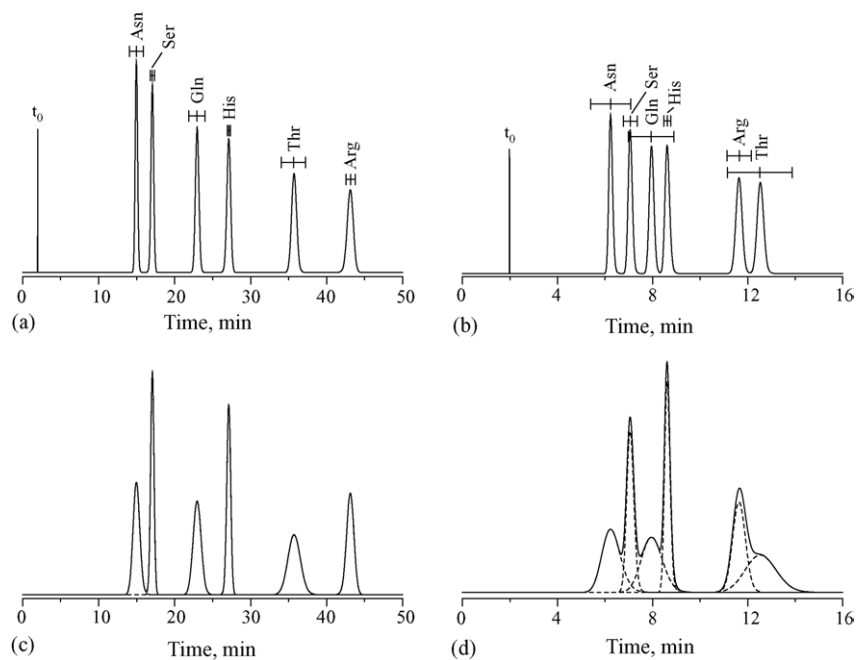 t0
Asn
Ser
Gln
His
Thr
Arg
0
10
20
30
40
50
(a)
Time, min
t0
Asn
Ser
Gln
His
Arg
Thr
0
4
8
12
16
(b)
Time, min
0
10
20
30
40
50
(c)
Time, min
0
4
8
12
16
(d)
Time, min